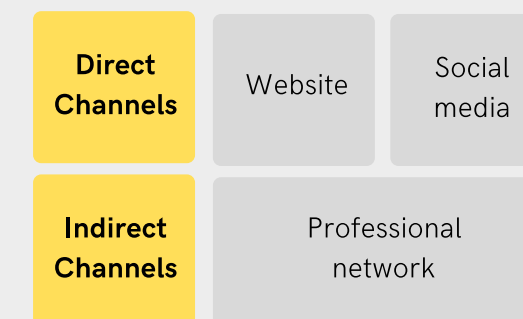 Direct
Channels
Website
Social
media
Indirect
Channels
Professional
network